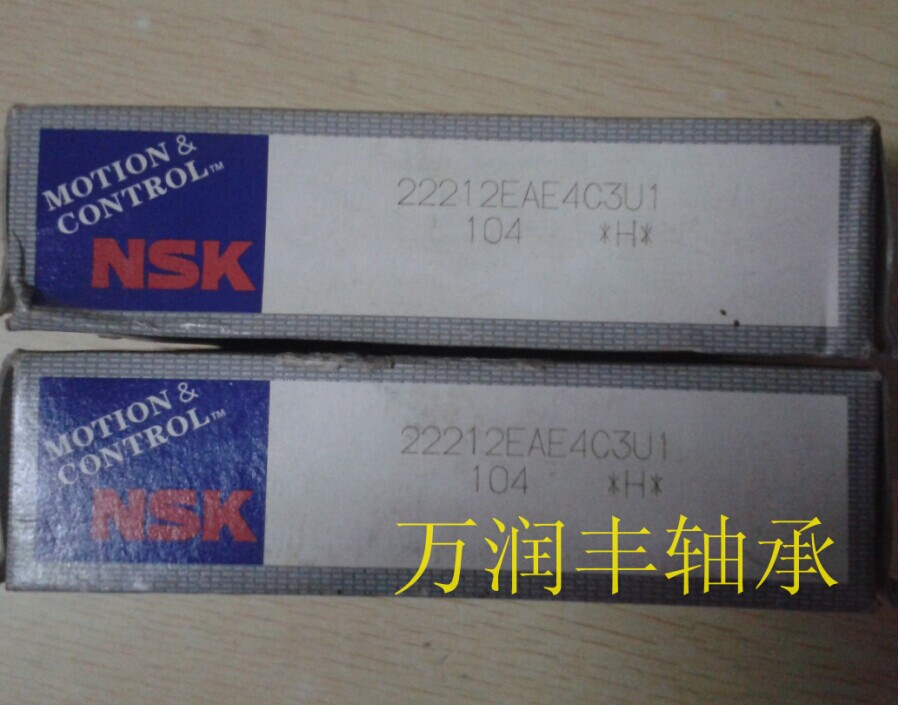 MOTION &
CONTROL™
NSK
22212EAE4C3U1
104 *H*
MOTION &
CONTROL™
NSK
22212EAE4C3U1
104 *H*
万润丰轴承